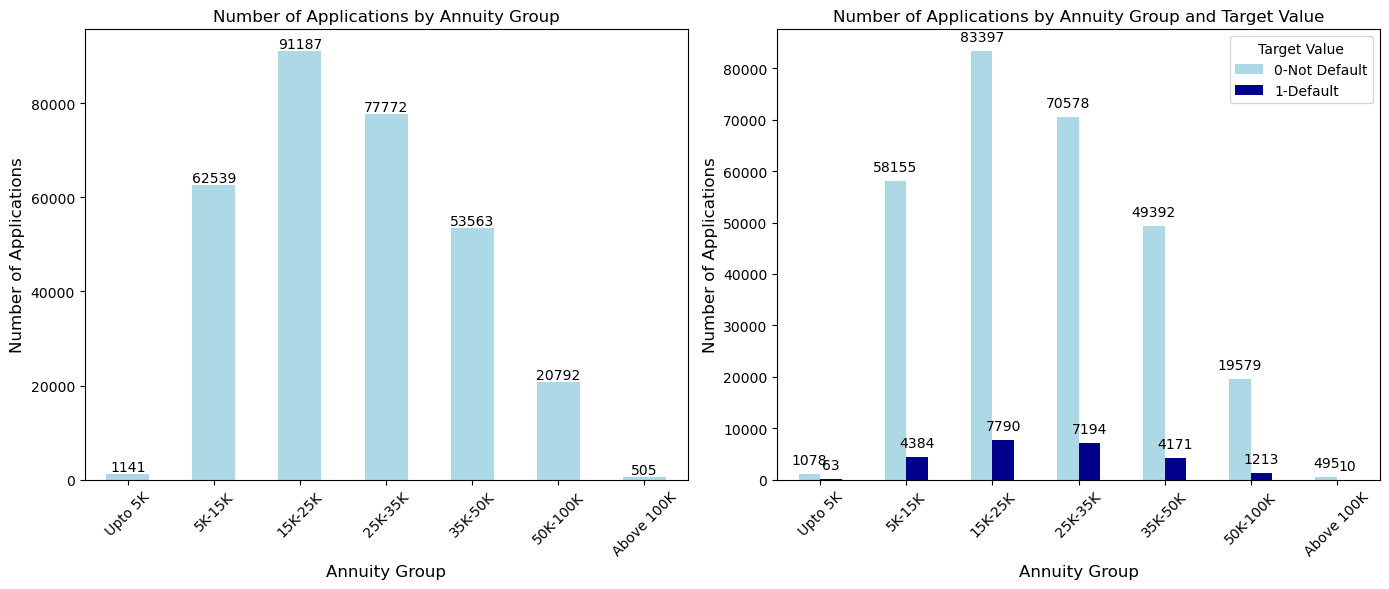 Number of Applications by Annuity Group
Number of Applications
80000
60000
40000
20000
0
1141
62539
91187
77772
53563
20792
505
Upto 5K
5K-15K
15K-25K
25K-35K
35K-50K
50K-100K
Above 100K
Annuity Group
Number of Applications by Annuity Group and Target Value
Number of Applications
80000
70000
60000
50000
40000
30000
20000
10000
0
Target Value
0-Not Default
1-Default
1078
63
58155
4384
83397
7790
70578
7194
49392
4171
19579
1213
495
10
Upto 5K
5K-15K
15K-25K
25K-35K
35K-50K
50K-100K
Above 100K
Annuity Group